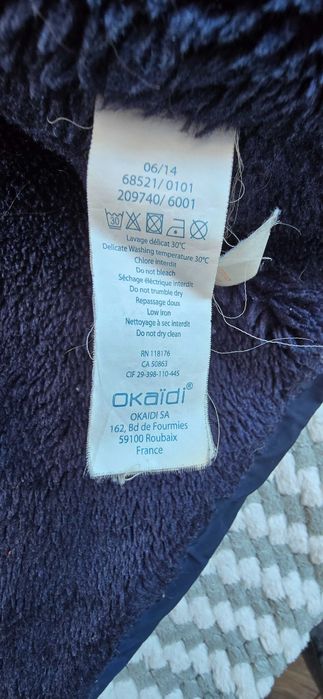 06/14
68521/0101
209740/6001
30
Lavage délicat 30°C
Delicate Washing temperature 30°C
Chlore interdit
Do not bleach
Séchage électrique interdit
Do not trumble dry
Repassage doux
Low iron
Nettoyage à sec interdit
Do not dry clean
RN 118176
CA 50863
CIF 29-398-110-445
OKaïdi
OKAIDI SA
162, Bd de Fourmies
59100 Roubaix
France